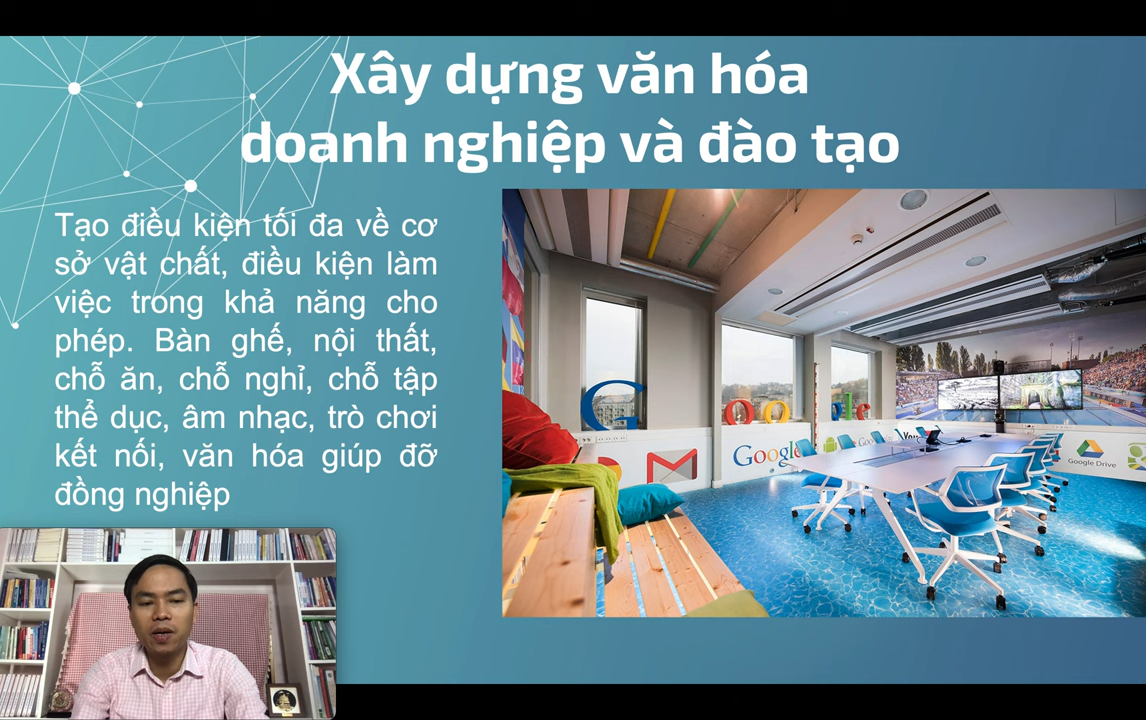 Xây dựng văn hóa
doanh nghiệp và đào tạo
Tạo điều kiện tối đa về cơ
sở vật chất, điều kiện làm
việc trong khả năng cho
phép. Bàn ghế, nội thất,
chỗ ăn, chỗ nghỉ, chỗ tập
thể dục, âm nhạc, trò chơi
kết nối, văn hóa giúp đỡ
đồng nghiệp
Google
Google
Google Drive